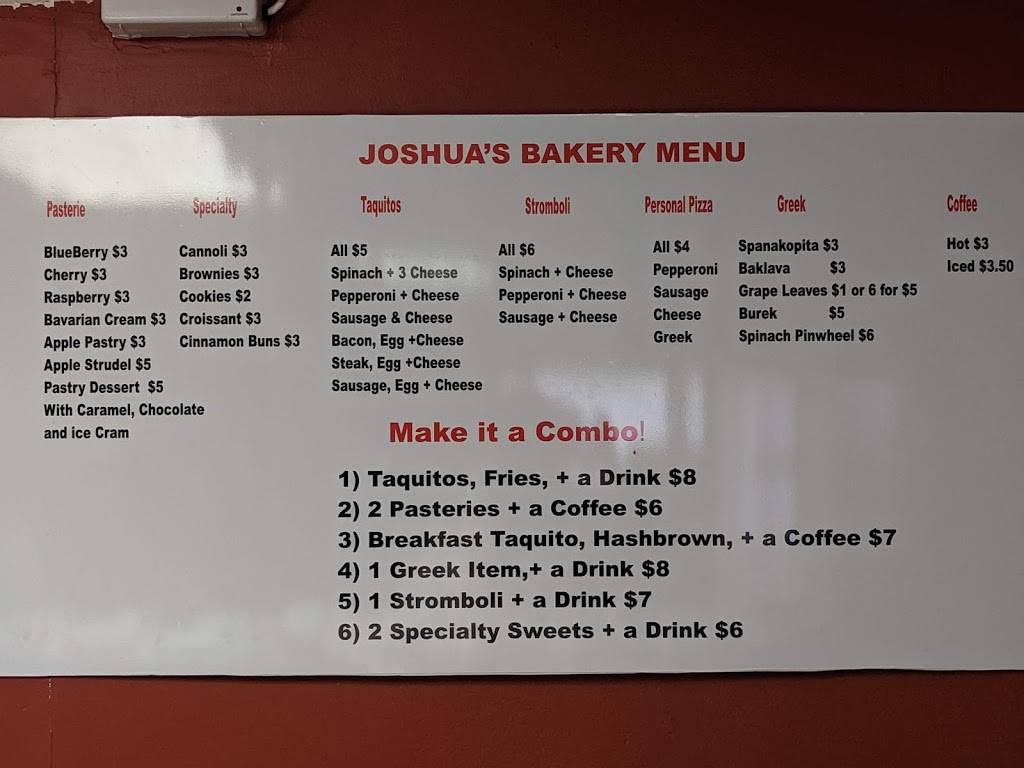 JOSHUA'S BAKERY MENU
Pasterie
BlueBerry $3
Cherry $3
Raspberry $3
Bavarian Cream $3
Apple Pastry $3
Apple Strudel $5
Pastry Dessert $5
With Caramel, Chocolate
and ice Cram
Specialty
Cannoli $3
Brownies $3
Cookies $2
Croissant $3
Cinnamon Buns $3
Taquitos
All $5
Spinach + 3 Cheese
Pepperoni + Cheese
Sausage & Cheese
Bacon, Egg +Cheese
Steak, Egg +Cheese
Sausage, Egg + Cheese
Stromboli
All $6
Spinach + Cheese
Pepperoni + Cheese
Sausage + Cheese
Personal Pizza
All $4
Pepperoni
Sausage
Cheese
Greek
Greek
Spanakopita $3
Baklava $3
Grape Leaves $1 or 6 for $5
Burek $5
Spinach Pinwheel $6
Coffee
Hot $3
Iced $3.50
Make it a Combo!
1) Taquitos, Fries, + a Drink $8
2) 2 Pasteries + a Coffee $6
3) Breakfast Taquito, Hashbrown, + a Coffee $7
4) 1 Greek Item,+ a Drink $8
5) 1 Stromboli + a Drink $7
6) 2 Specialty Sweets + a Drink $6